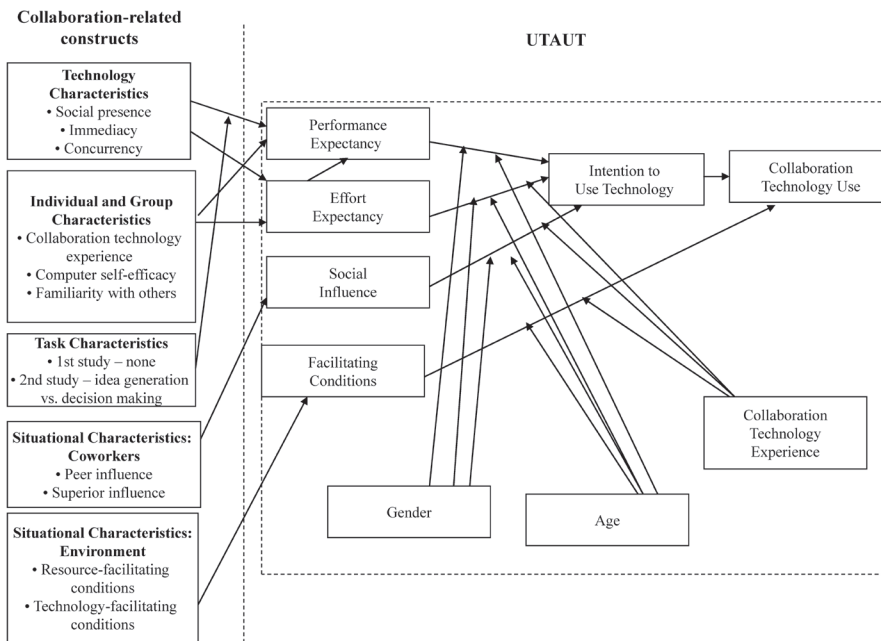 Collaboration-related
constructs
UTAUT
Technology
Characteristics
• Social presence
• Immediacy
• Concurrency
Individual and Group
Characteristics
• Collaboration technology
experience
• Computer self-efficacy
• Familiarity with others
Task Characteristics
• 1st study – none
• 2nd study – idea generation
vs. decision making
Situational Characteristics:
Coworkers
• Peer influence
• Superior influence
Situational Characteristics:
Environment
• Resource-facilitating
conditions
• Technology-facilitating
conditions
Performance
Expectancy
Effort
Expectancy
Social
Influence
Facilitating
Conditions
Intention to
Use Technology
Collaboration
Technology Use
Collaboration
Technology
Experience
Gender
Age